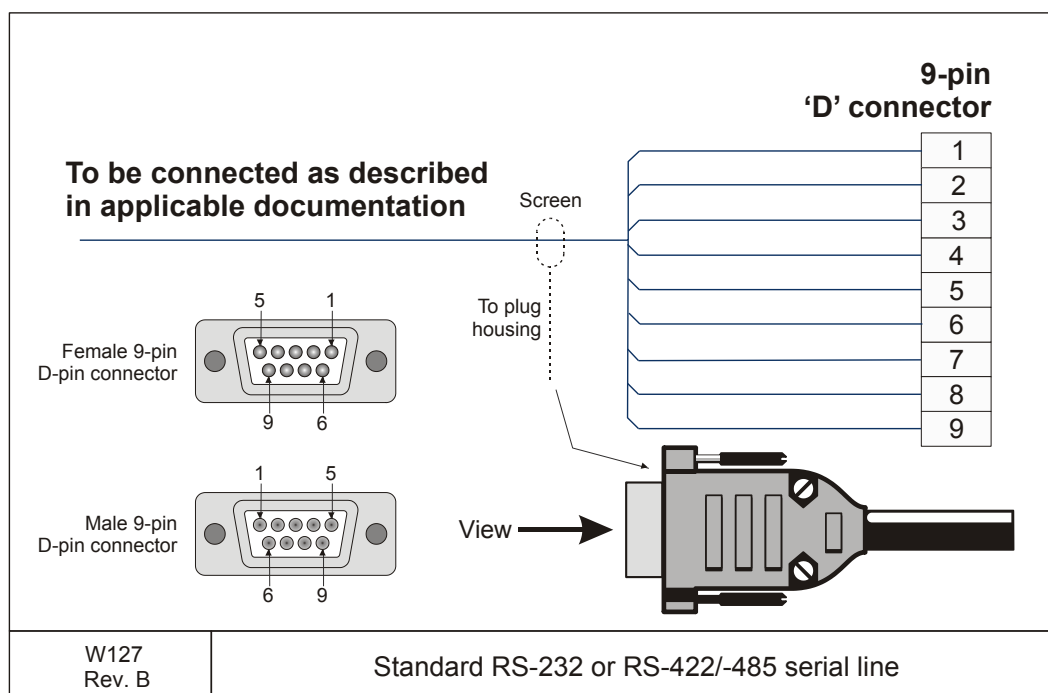 9-pin
‘D’ connector
1
2
3
4
5
6
7
8
9
To be connected as described
in applicable documentation
Screen
To plug
housing
5 1
Female 9-pin
D-pin connector
9 6
1 5
Male 9-pin
D-pin connector
6 9
View
W127
Rev. B
Standard RS-232 or RS-422/-485 serial line